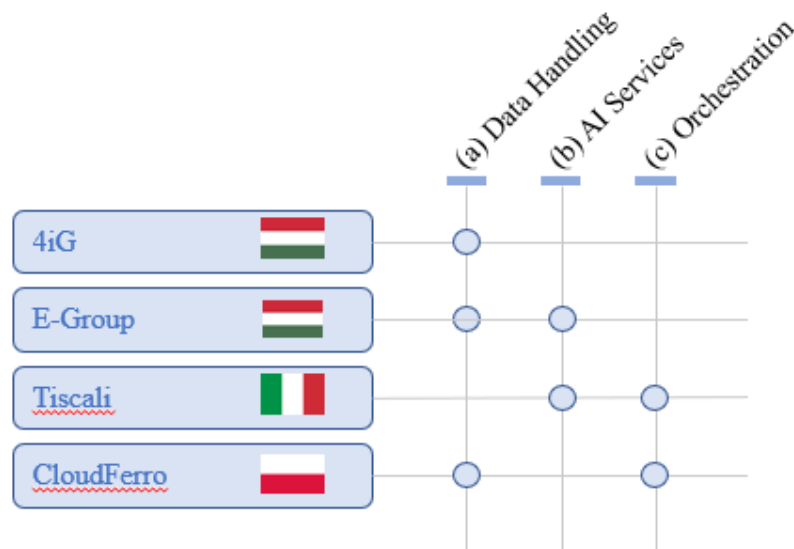 (a) Data Handling
(b) AI Services
(c) Orchestration
4iG
E-Group
Tiscali
CloudFerro